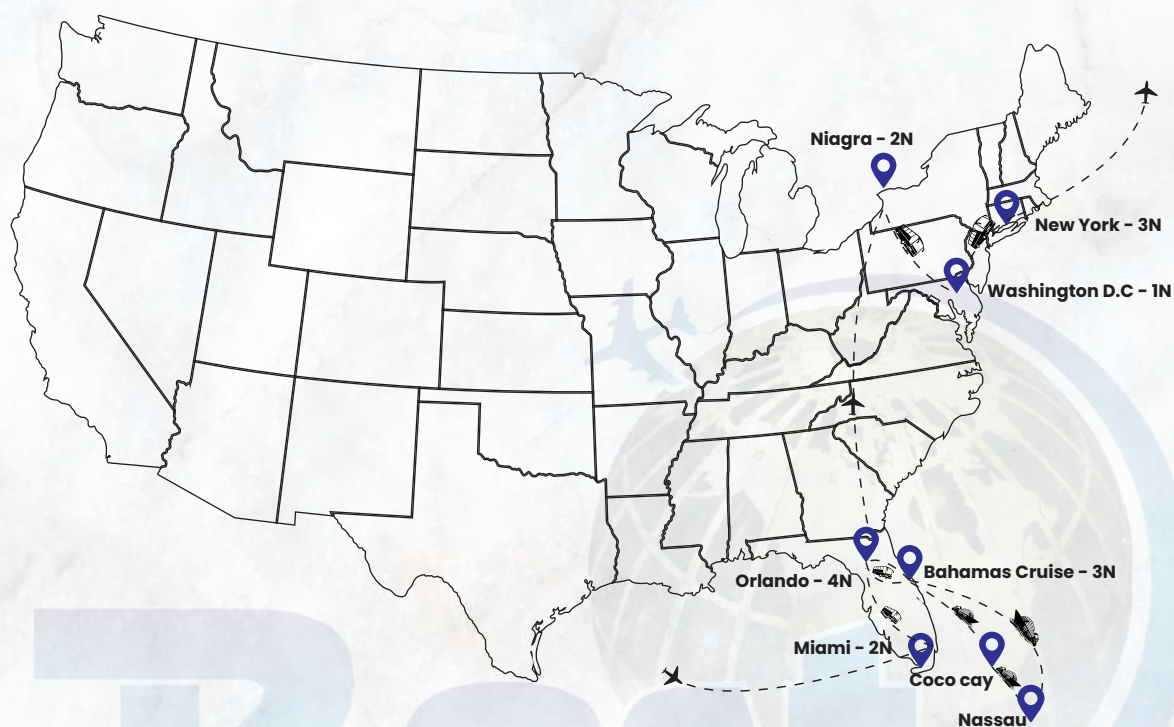 Niagra - 2N
New York - 3N
Washington D.C - 1N
Orlando - 4N
Bahamas Cruise - 3N
Miami - 2N
Coco cay
Nassau